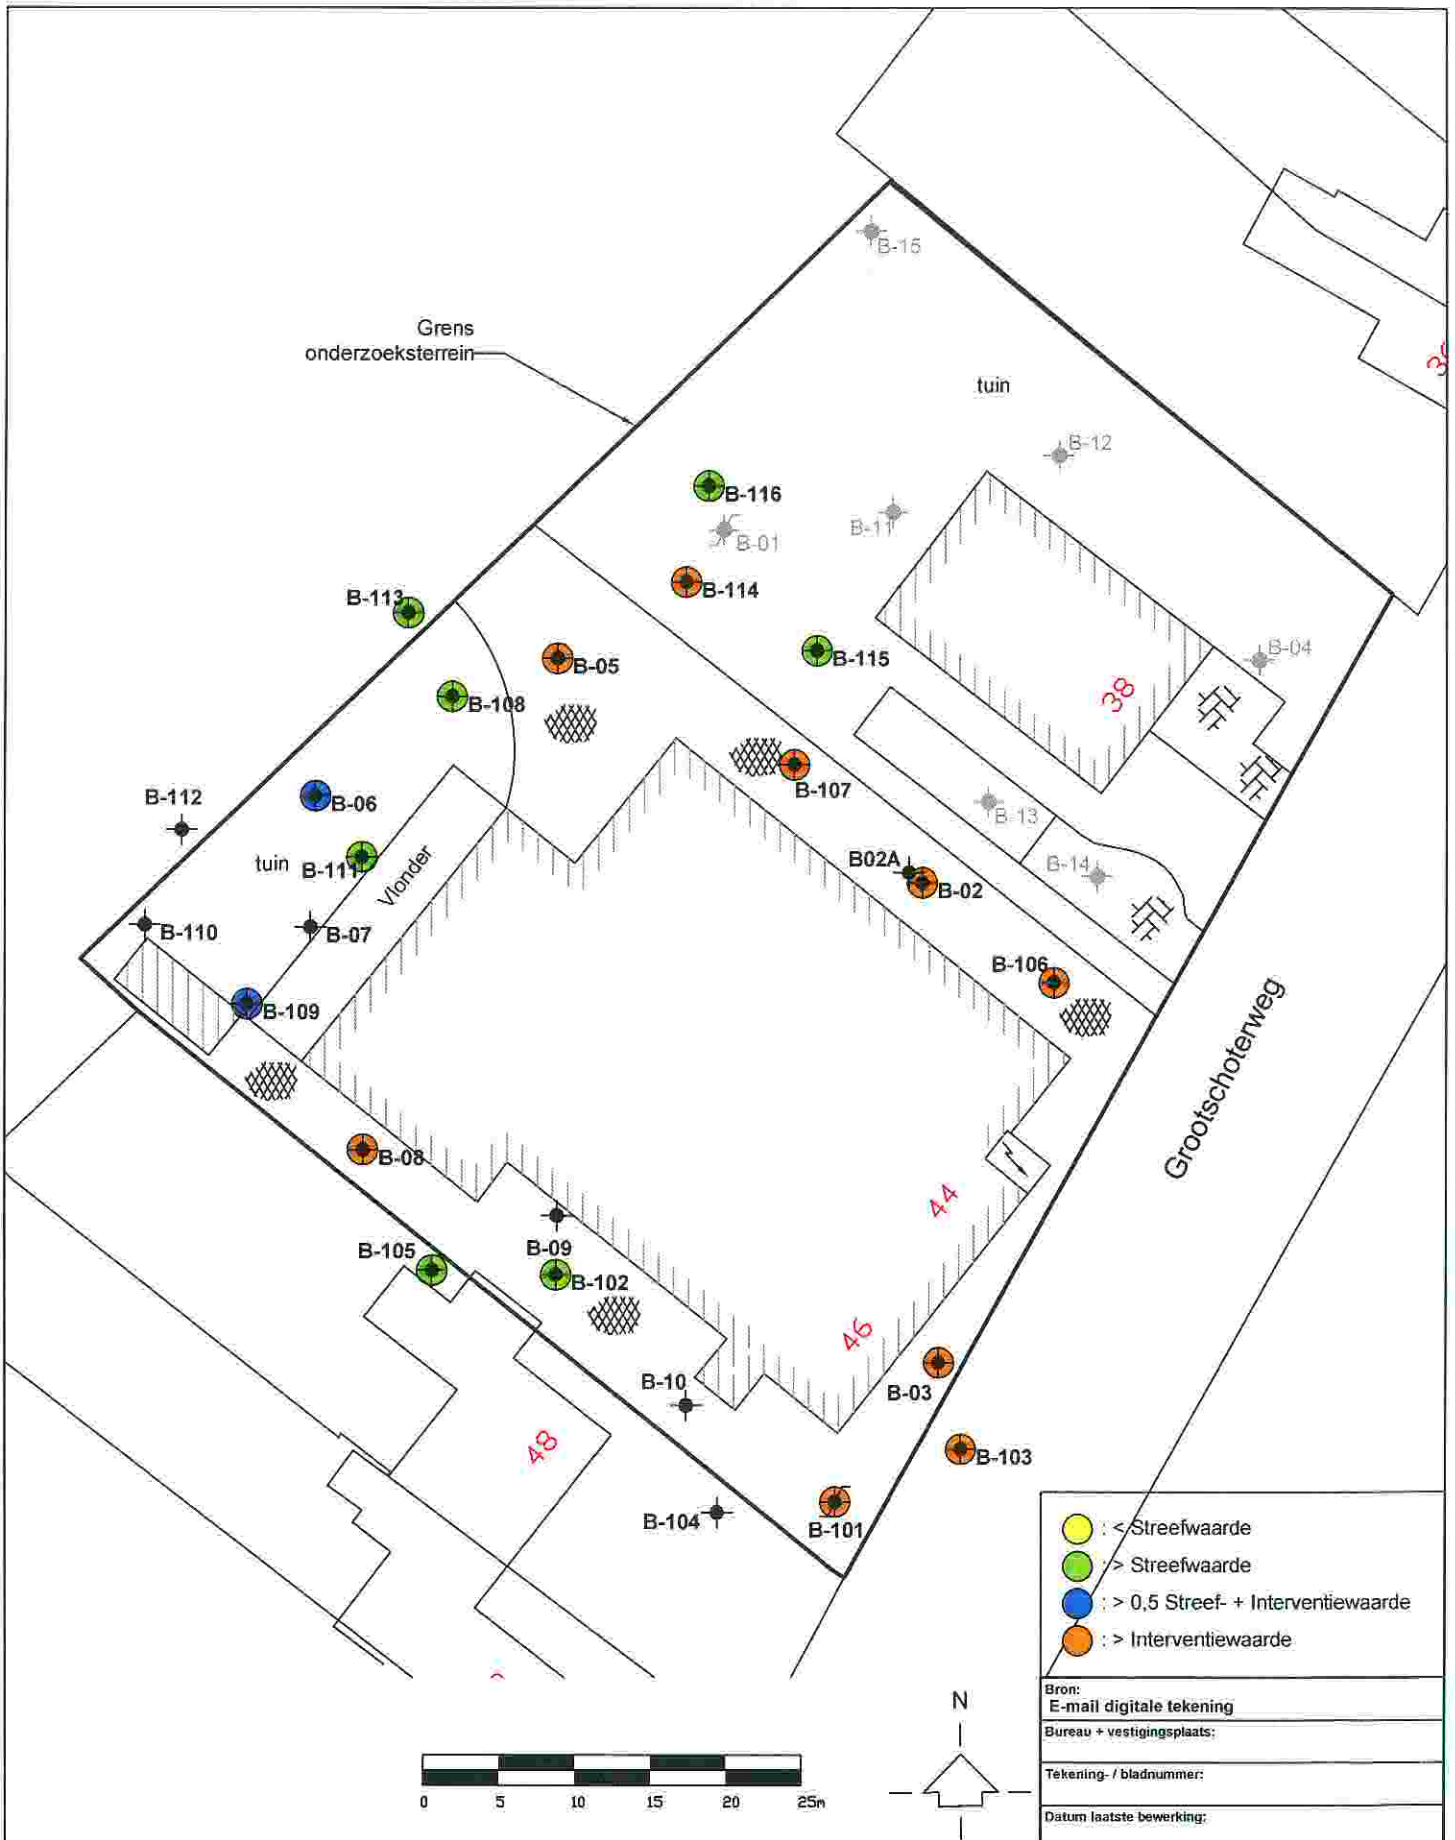 B-15
Grens
onderzoeksterrein
tuin
B-12
B-116
B-11
B-01
B-114
B-113
B-115
B-04
B-05
38
B-108
B-107
B-112
B-06
B-13
tuin
B-111
Vlonder
B02A
B-02
B-14
B-110
B-07
B-106
B-109
Grootschoterweg
B-08
44
B-09
B-105
B-102
46
B-10
B-03
48
B-103
B-104
B-101
: < Streefwaarde
: > Streefwaarde
: > 0,5 Streef- + Interventiewaarde
: > Interventiewaarde
Bron:
E-mail digitale tekening
Bureau + vestigingsplaats:
Tekening- / bladnummer:
Datum laatste bewerking:
N
0 5 10 15 20 25m